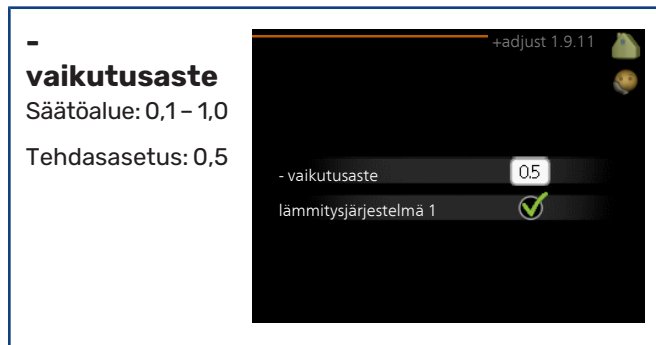 -
vaikutusaste
Säätöalue: 0,1 – 1,0
Tehdasasetus: 0,5
+adjust 1.9.11
- vaikutusaste 0.5
lämmitysjärjestelmä 1